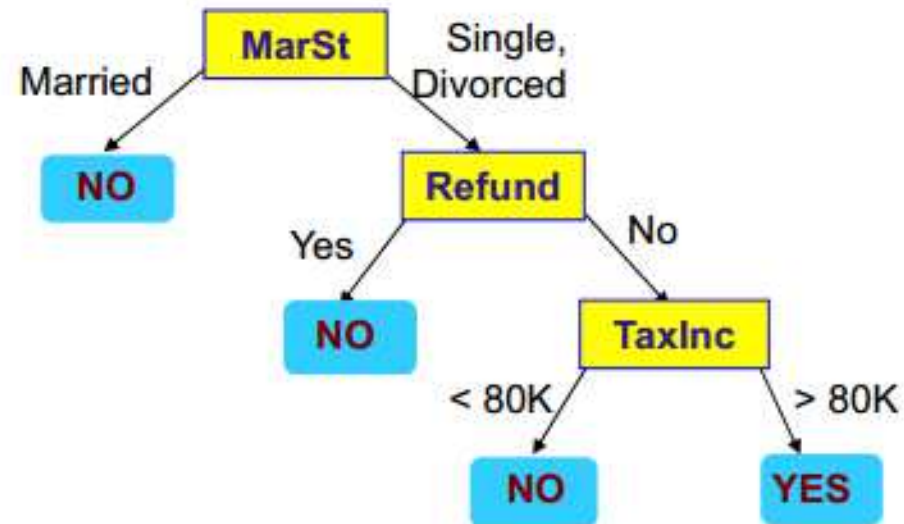 MarSt
Single,
Divorced
Married
NO
Refund
Yes
No
NO
TaxInc
< 80K
> 80K
NO
YES